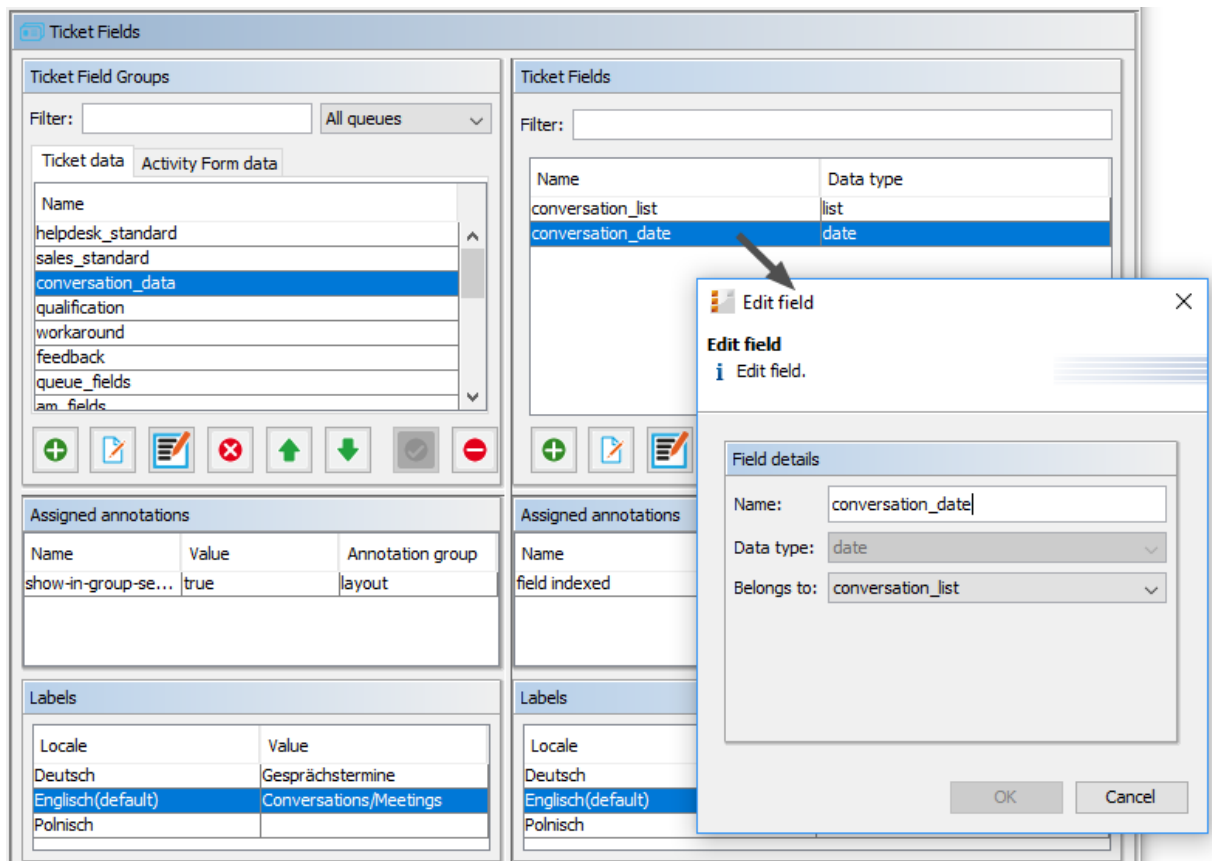 Ticket Fields
Ticket Field Groups
Filter:
All queues
Ticket data
Activity Form data
Name
helpdesk_standard
sales_standard
conversation_data
qualification
workaround
feedback
queue_fields
am_fields
Ticket Fields
Filter:
Name Data type
conversation_list list
conversation_date date
Assigned annotations
Name Value Annotation group
show-in-group-se... true layout
Assigned annotations
Name
field indexed
Labels
Locale Value
Deutsch Gesprächstermine
Englisch(default) Conversations/Meetings
Polnisch
Labels
Locale
Deutsch
Englisch(default)
Polnisch
Edit field
Edit field
i Edit field.
Field details
Name: conversation_date
Data type: date
Belongs to: conversation_list
OK
Cancel